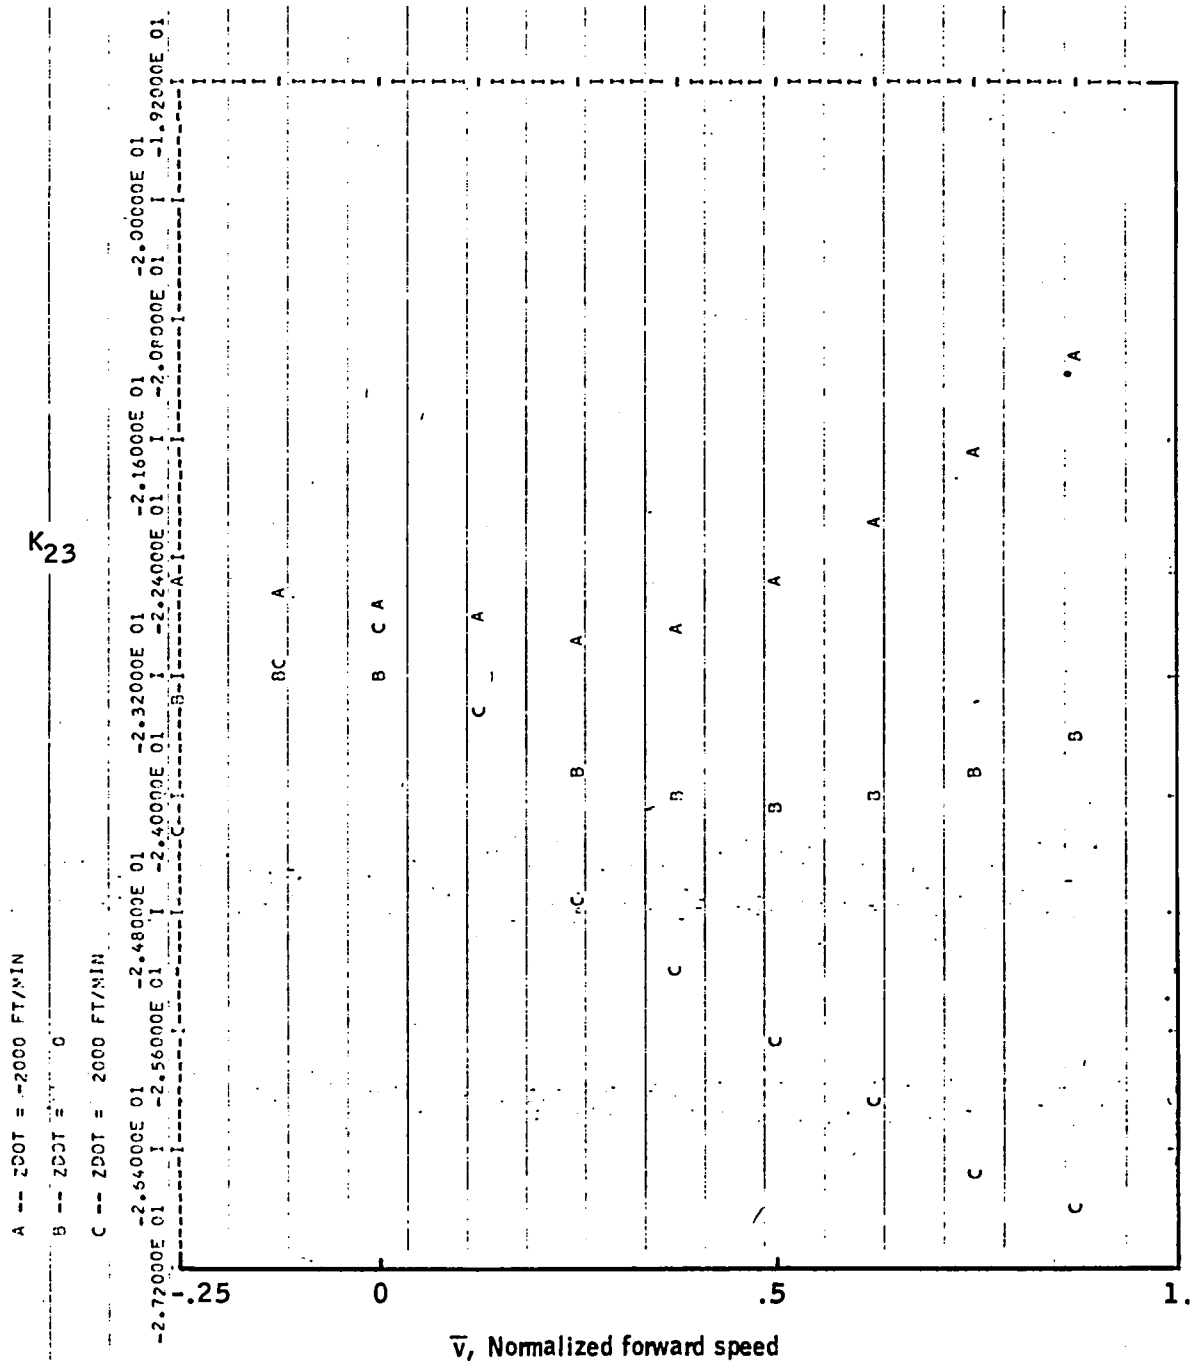 -1.92000E 01
-2.00000E 01
-2.08000E 01
-2.16000E 01
-2.24000E 01
-2.32000E 01
-2.40000E 01
-2.48000E 01
-2.56000E 01
-2.64000E 01
-2.72000E 01
K23
A -- ZDOT = -2000 FT/MIN
B -- ZDOT = 0
C -- ZDOT = 2000 FT/MIN
A
A
A
A
A
A C A
A
A
A
A
BC B
B
C
B
B
B
B
B
B
C
C
C
C
C
C
C
-.25 0 .5 1.
v̅, Normalized forward speed